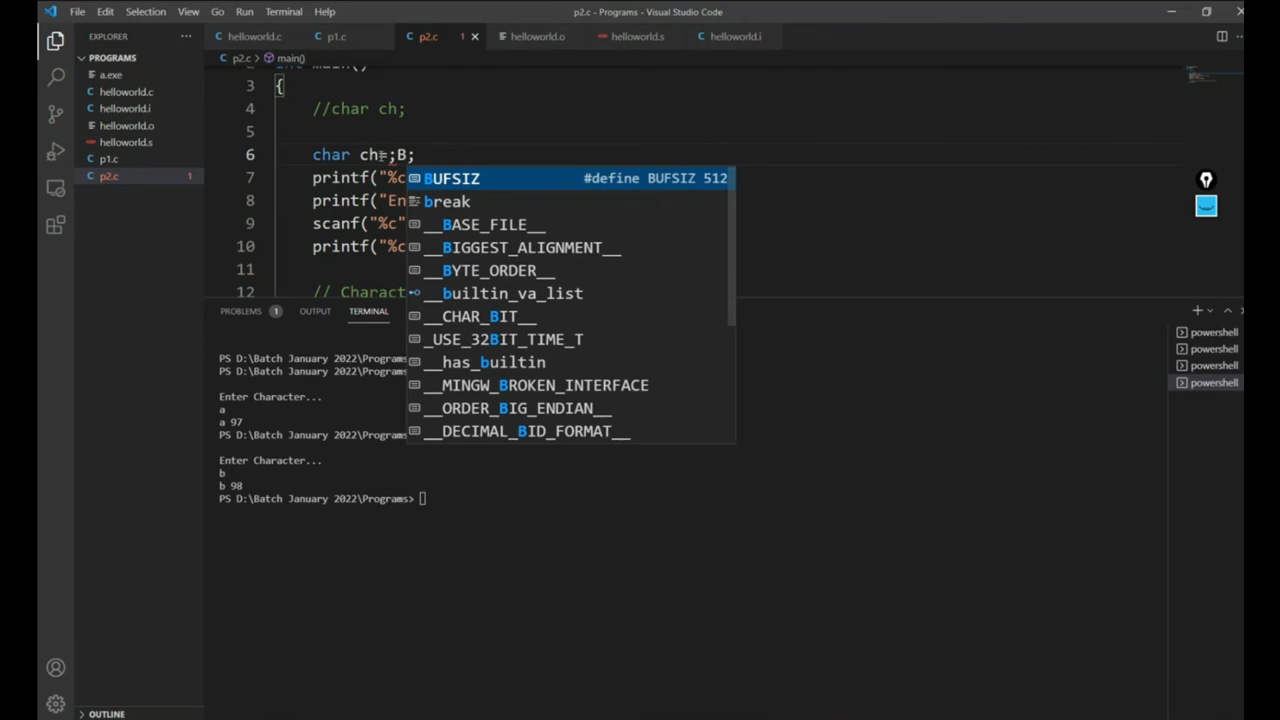 File Edit Selection View Go Run Terminal Help p2.c - Programs - Visual Studio Code
EXPLORER ··· helloworld.c p1.c p2.c 1 × helloworld.o helloworld.s helloworld.i
PROGRAMS
p2.c > main()
a.exe
helloworld.c
helloworld.i
helloworld.o
helloworld.s
p1.c
p2.c 1
2 int main()
3 {
4 //char ch;
5
6 char ch=;B;
7 printf("%c
8 printf("En
9 scanf("%c"
10 printf("%c
11
12 // Charact
BUFSIZ #define BUFSIZ 512
break
__BASE_FILE__
__BIGGEST_ALIGNMENT__
__BYTE_ORDER__
__builtin_va_list
__CHAR_BIT__
_USE_32BIT_TIME_T
__has_builtin
__MINGW_BROKEN_INTERFACE
__ORDER_BIG_ENDIAN__
__DECIMAL_BID_FORMAT__
PROBLEMS 1 OUTPUT TERMINAL
powershell
powershell
powershell
powershell
PS D:\Batch January 2022\Programs
PS D:\Batch January 2022\Programs
Enter Character...
a
a 97
PS D:\Batch January 2022\Programs
Enter Character...
b
b 98
PS D:\Batch January 2022\Programs>
OUTLINE